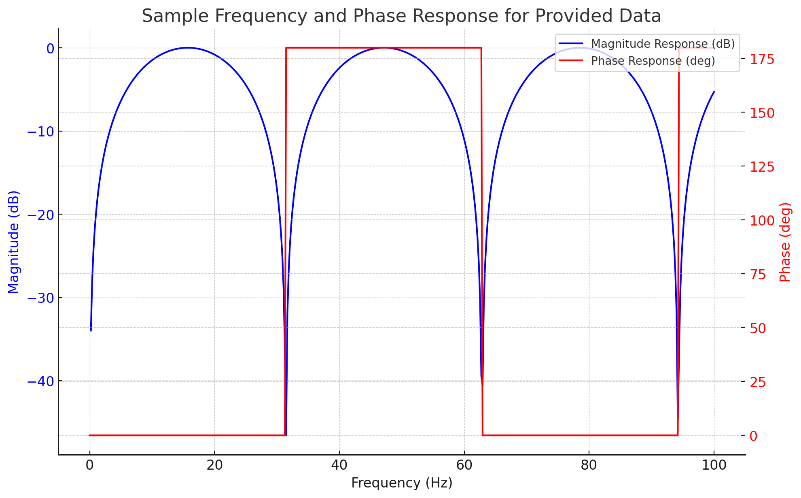 Sample Frequency and Phase Response for Provided Data
Magnitude Response (dB)
Phase Response (deg)
0
−10
−20
−30
−40
Magnitude (dB)
175
150
125
100
75
50
25
0
Phase (deg)
0 20 40 60 80 100
Frequency (Hz)